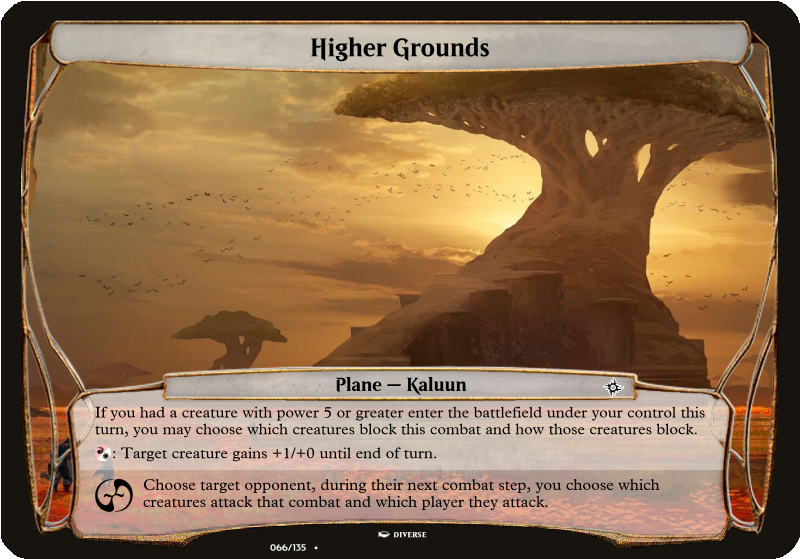 Higher Grounds
Plane — Kaluun
If you had a creature with power 5 or greater enter the battlefield under your control this
turn, you may choose which creatures block this combat and how those creatures block.
: Target creature gains +1/+0 until end of turn.
Choose target opponent, during their next combat step, you choose which
creatures attack that combat and which player they attack.
DIVERSE
066/135 •